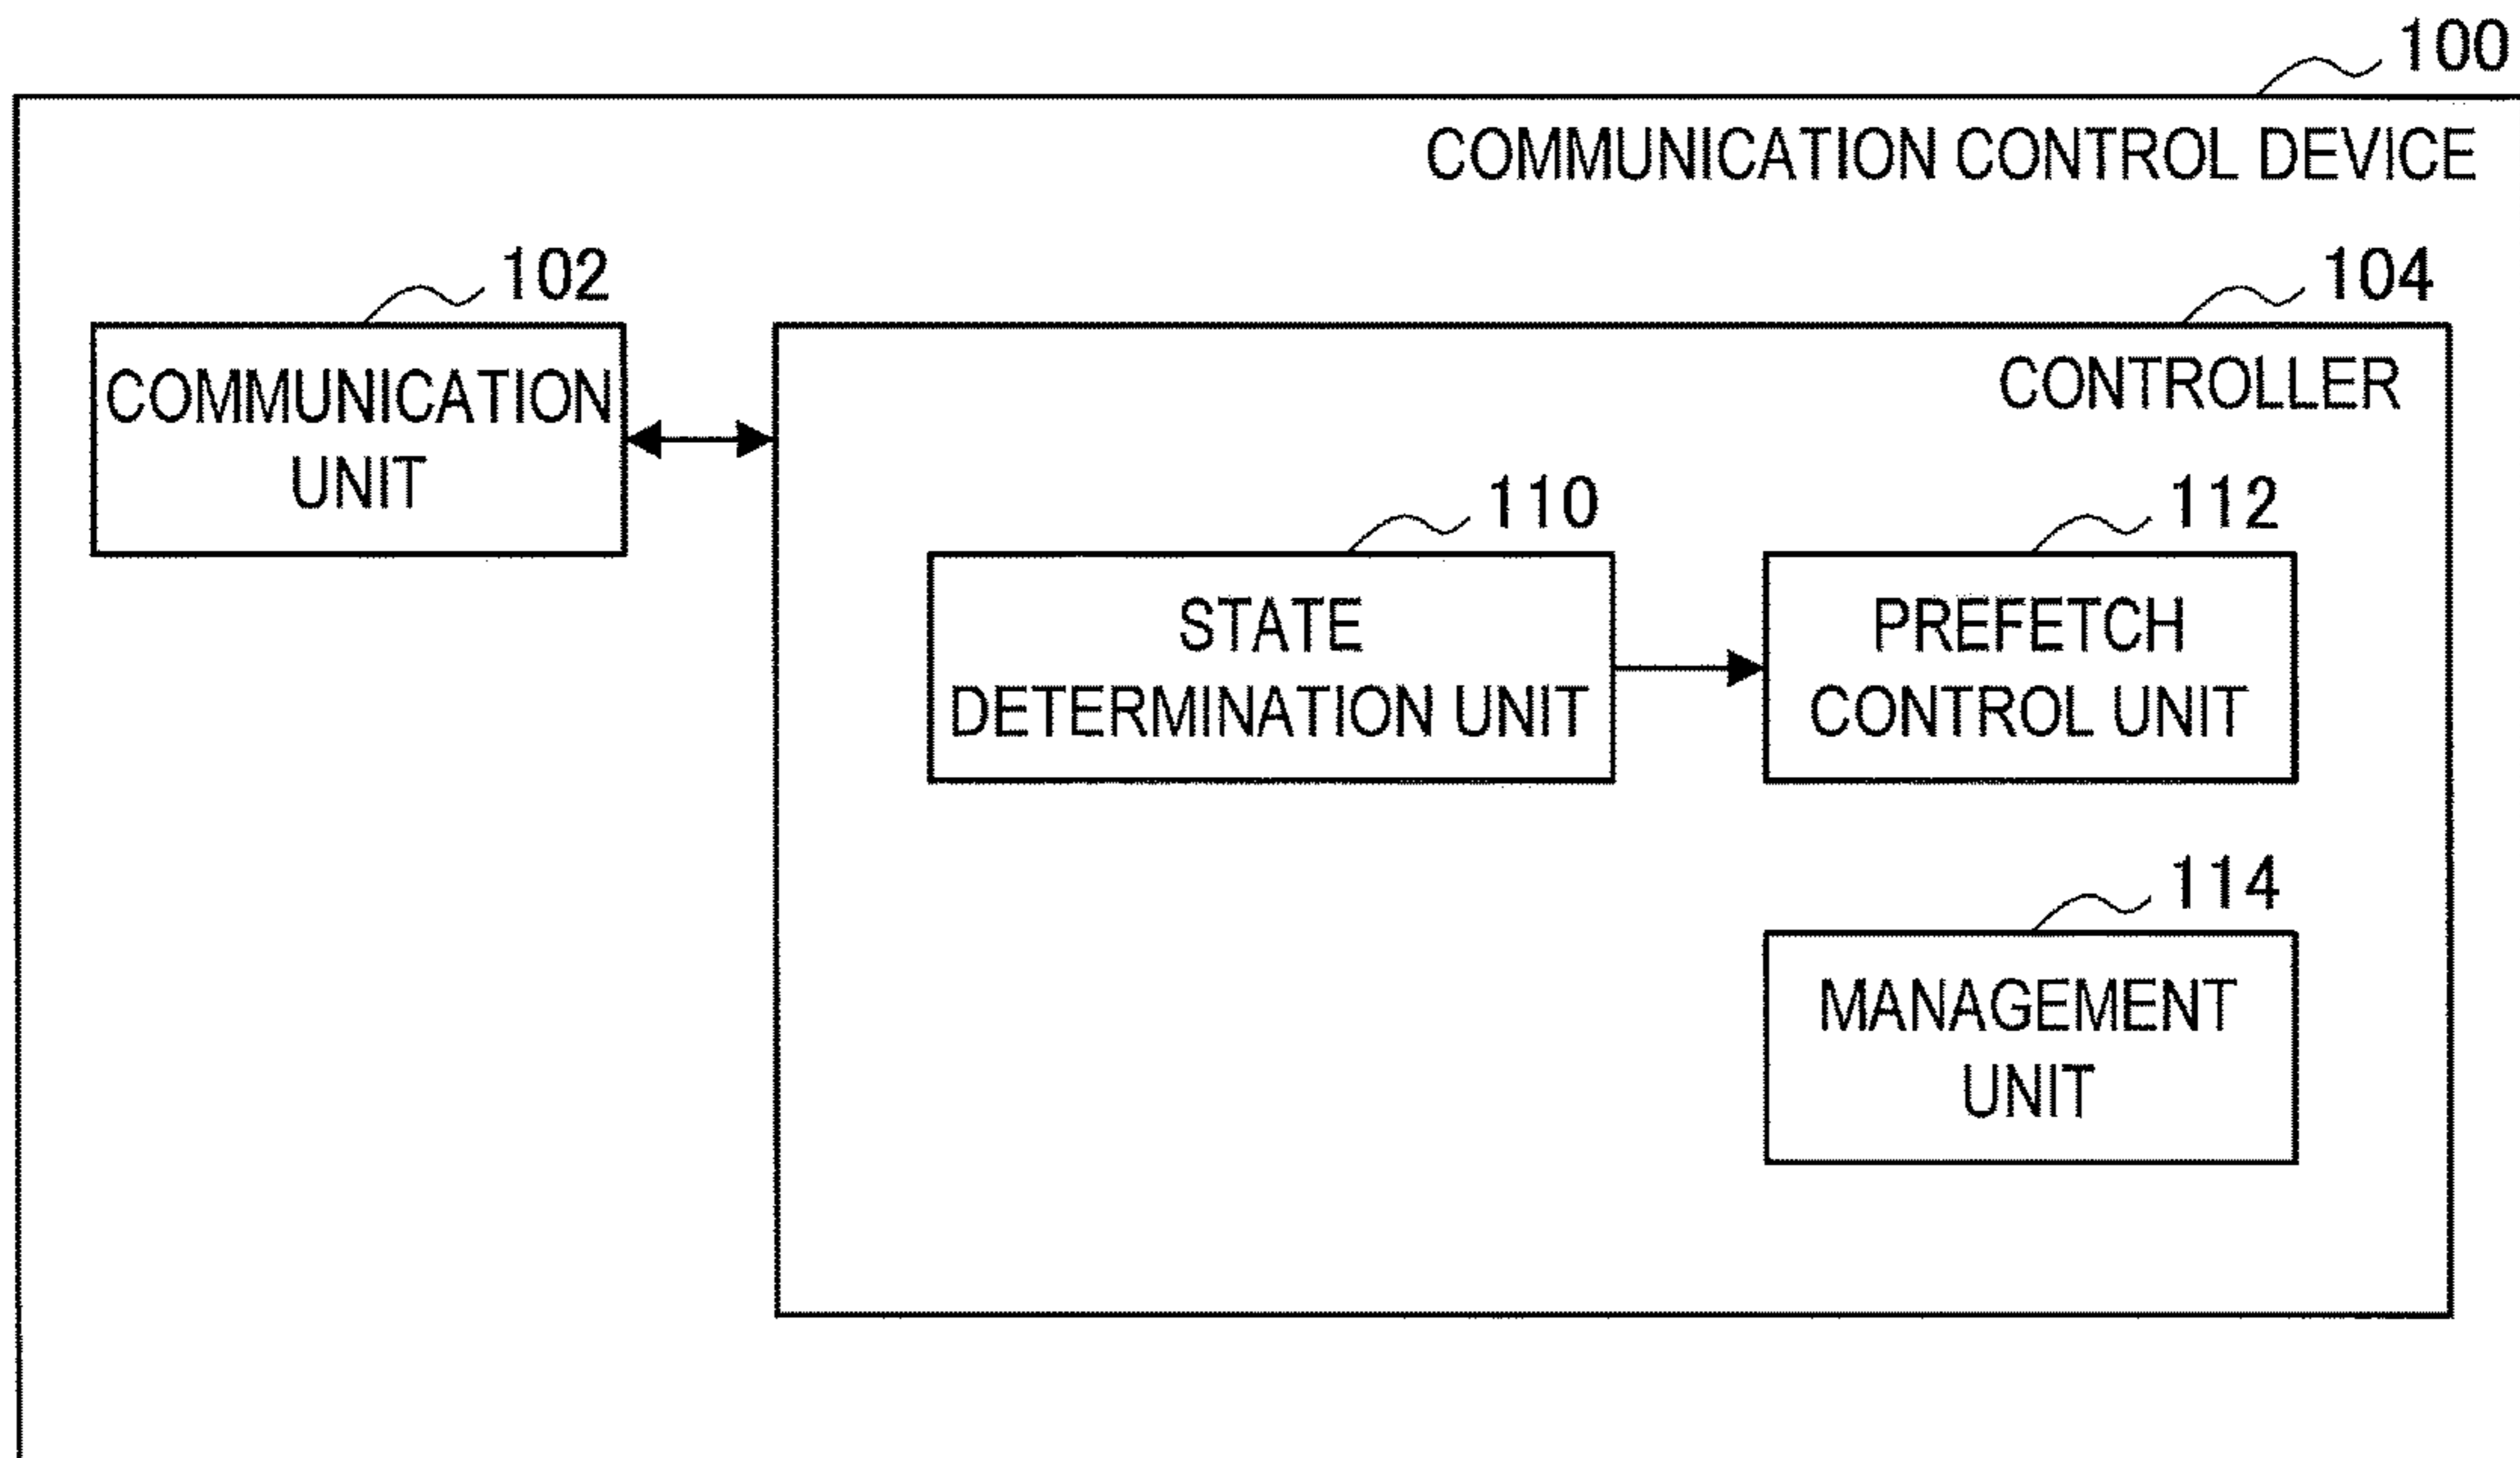 100
COMMUNICATION CONTROL DEVICE
102
COMMUNICATION
UNIT
104
CONTROLLER
110
STATE
DETERMINATION UNIT
112
PREFETCH
CONTROL UNIT
114
MANAGEMENT
UNIT